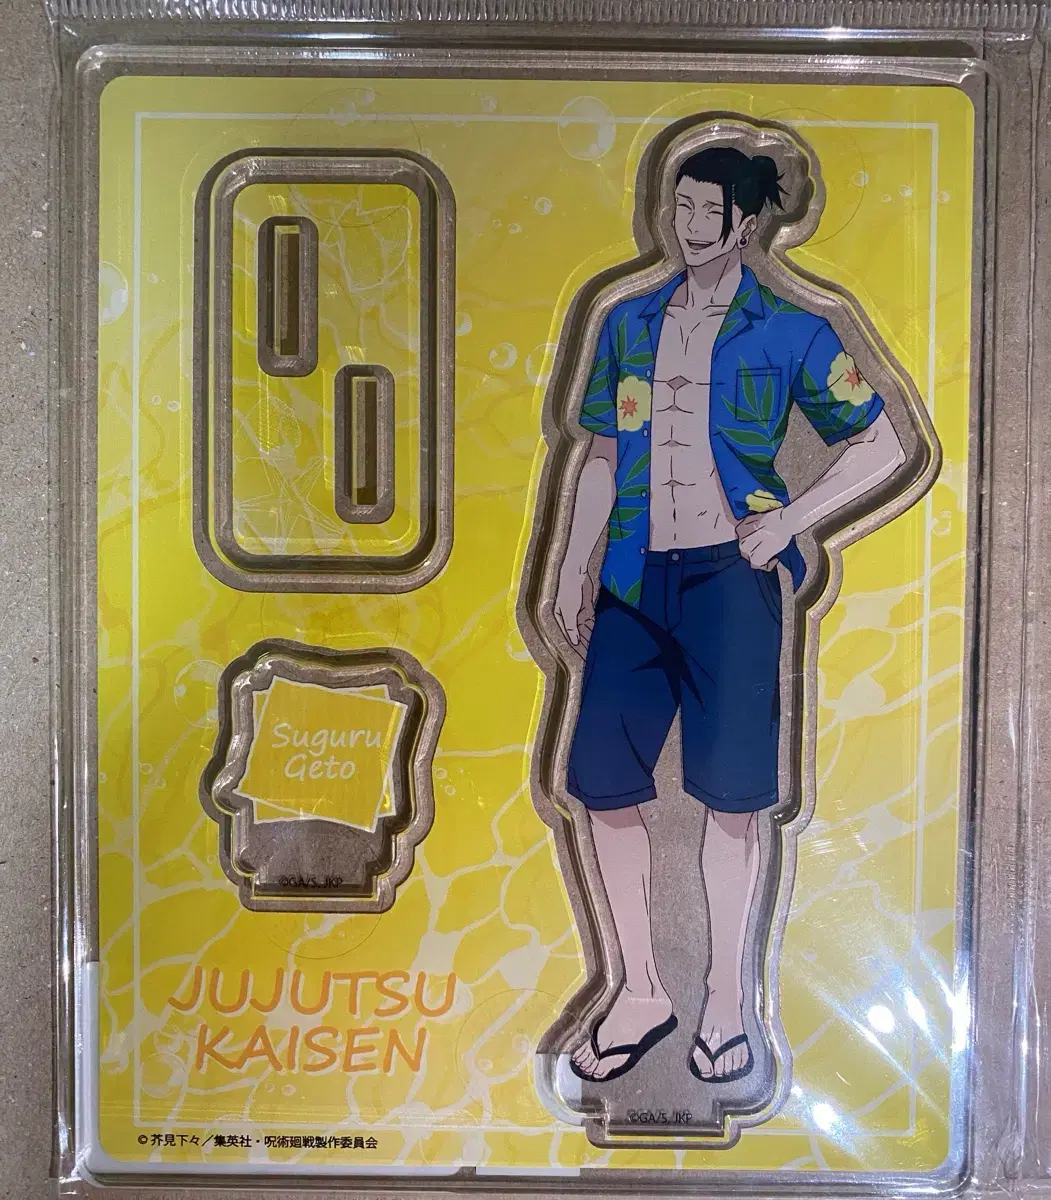 Suguru
Geto
©GA/S, JKP
JUJUTSU
KAISEN
©GA/S, JKP
©芥見下々／集英社・呪術廻戦製作委員会